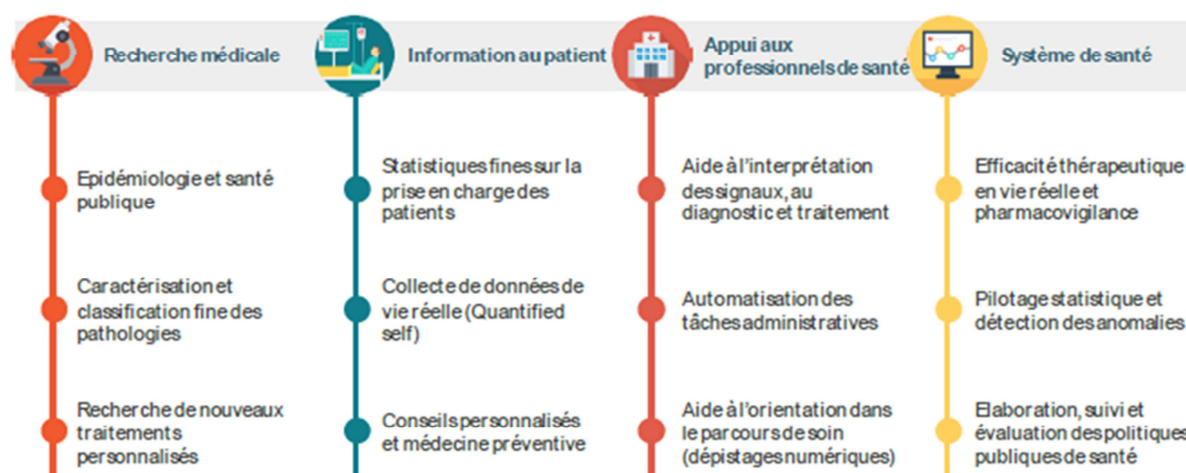 Recherche médicale
Information au patient
Appui aux
professionnels de santé
Système de santé
Epidémiologie et santé
publique
Caractérisation et
classification fine des
pathologies
Recherche de nouveaux
traitements
personnalisés
Statistiques fines sur la
prise en charge des
patients
Collecte de données de
vie réelle (Quantified
self)
Conseils personnalisés
et médecine préventive
Aide à l'interprétation
des signaux, au
diagnostic et traitement
Automatisation des
tâches administratives
Aide à l'orientation dans
le parcours de soin
(dépistages numériques)
Efficacité thérapeutique
en vie réelle et
pharmacovigilance
Pilotage statistique et
détection des anomalies
Elaboration, suivi et
évaluation des politiques
publiques de santé